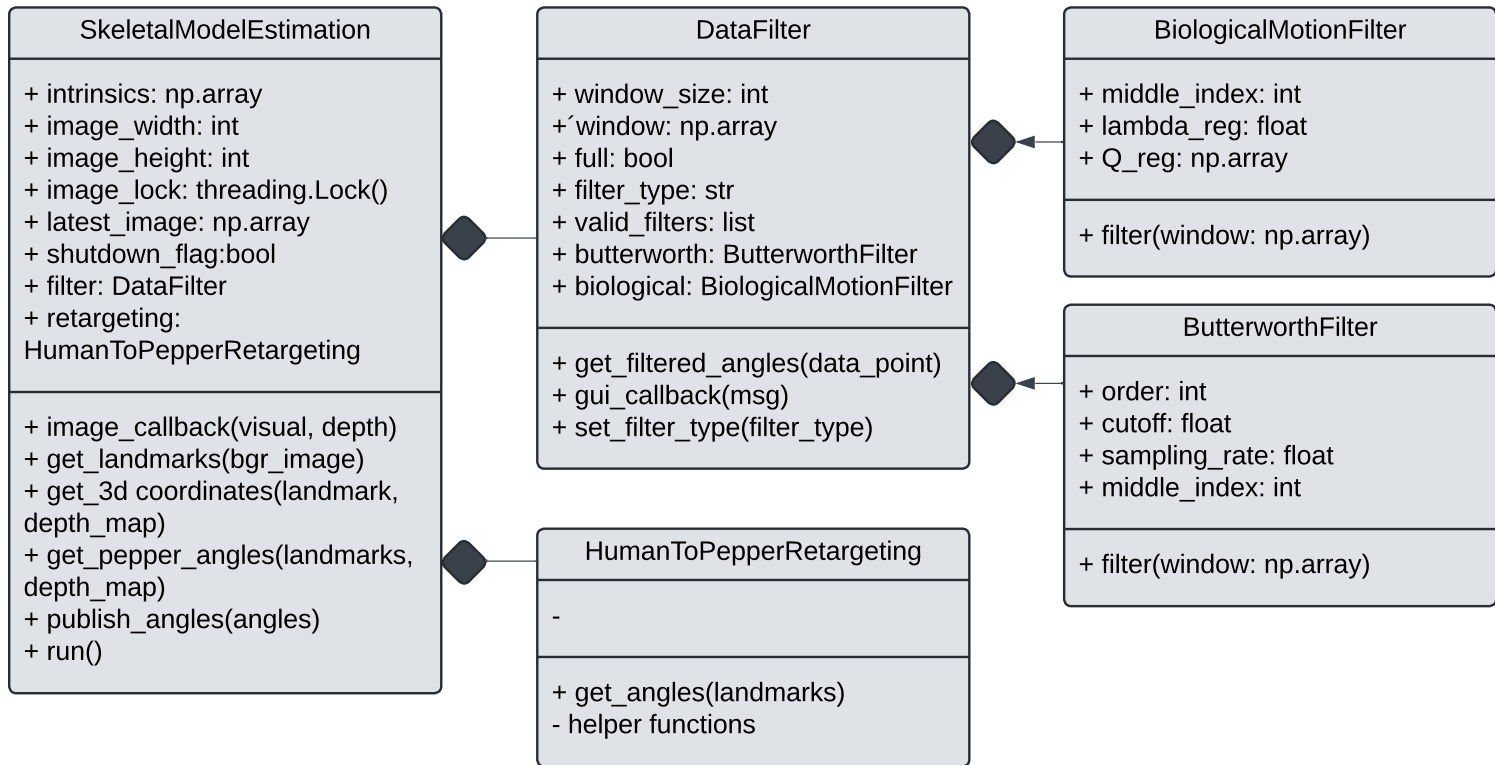 SkeletalModelEstimation
+ intrinsics: np.array
+ image_width: int
+ image_height: int
+ image_lock: threading.Lock()
+ latest_image: np.array
+ shutdown_flag:bool
+ filter: DataFilter
+ retargeting:
HumanToPepperRetargeting
+ image_callback(visual, depth)
+ get_landmarks(bgr_image)
+ get_3d coordinates(landmark,
depth_map)
+ get_pepper_angles(landmarks,
depth_map)
+ publish_angles(angles)
+ run()
DataFilter
+ window_size: int
+´window: np.array
+ full: bool
+ filter_type: str
+ valid_filters: list
+ butterworth: ButterworthFilter
+ biological: BiologicalMotionFilter
+ get_filtered_angles(data_point)
+ gui_callback(msg)
+ set_filter_type(filter_type)
HumanToPepperRetargeting
-
+ get_angles(landmarks)
- helper functions
BiologicalMotionFilter
+ middle_index: int
+ lambda_reg: float
+ Q_reg: np.array
+ filter(window: np.array)
ButterworthFilter
+ order: int
+ cutoff: float
+ sampling_rate: float
+ middle_index: int
+ filter(window: np.array)